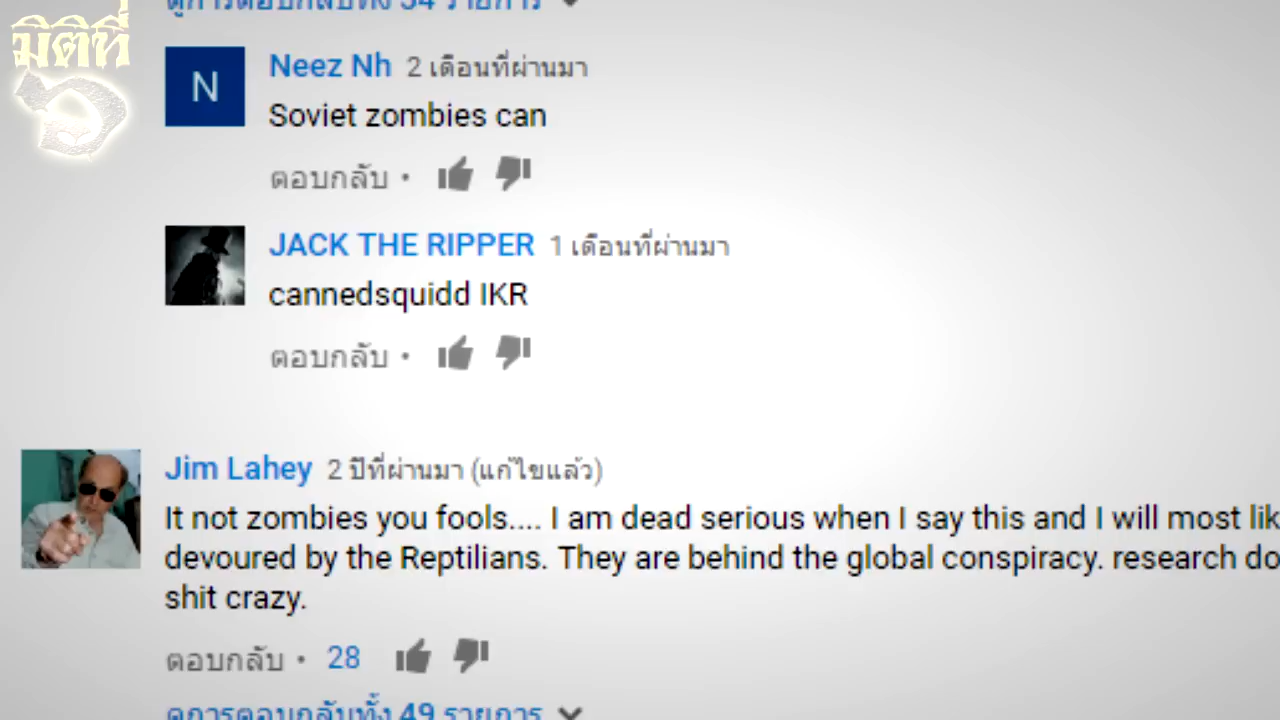 มิติที่
6
ดูการตอบกลับทั้ง 34 รายการ
N
Neez Nh 2 เดือนที่ผ่านมา
Soviet zombies can
ตอบกลับ •
JACK THE RIPPER 1 เดือนที่ผ่านมา
cannedsquidd IKR
ตอบกลับ •
Jim Lahey 2 ปีที่ผ่านมา (แก้ไขแล้ว)
It not zombies you fools.... I am dead serious when I say this and I will most lik
devoured by the Reptilians. They are behind the global conspiracy. research do
shit crazy.
ตอบกลับ • 28
ดูการตอบกลับทั้ง 49 รายการ